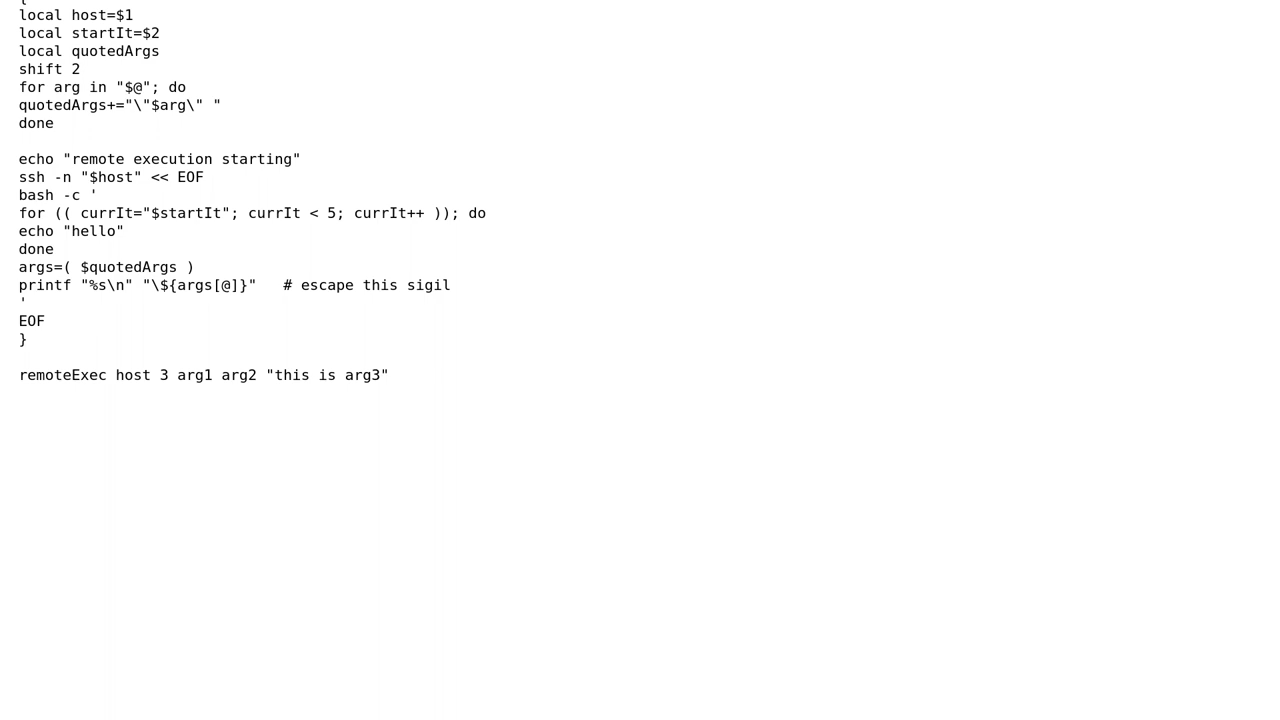 {
local host=$1
local startIt=$2
local quotedArgs
shift 2
for arg in "$@"; do
quotedArgs+="\"$arg\" "
done

echo "remote execution starting"
ssh -n "$host" << EOF
bash -c '
for (( currIt="$startIt"; currIt < 5; currIt++ )); do
echo "hello"
done
args=( $quotedArgs )
printf "%s\n" "\${args[@]}"   # escape this sigil
'
EOF
}

remoteExec host 3 arg1 arg2 "this is arg3"